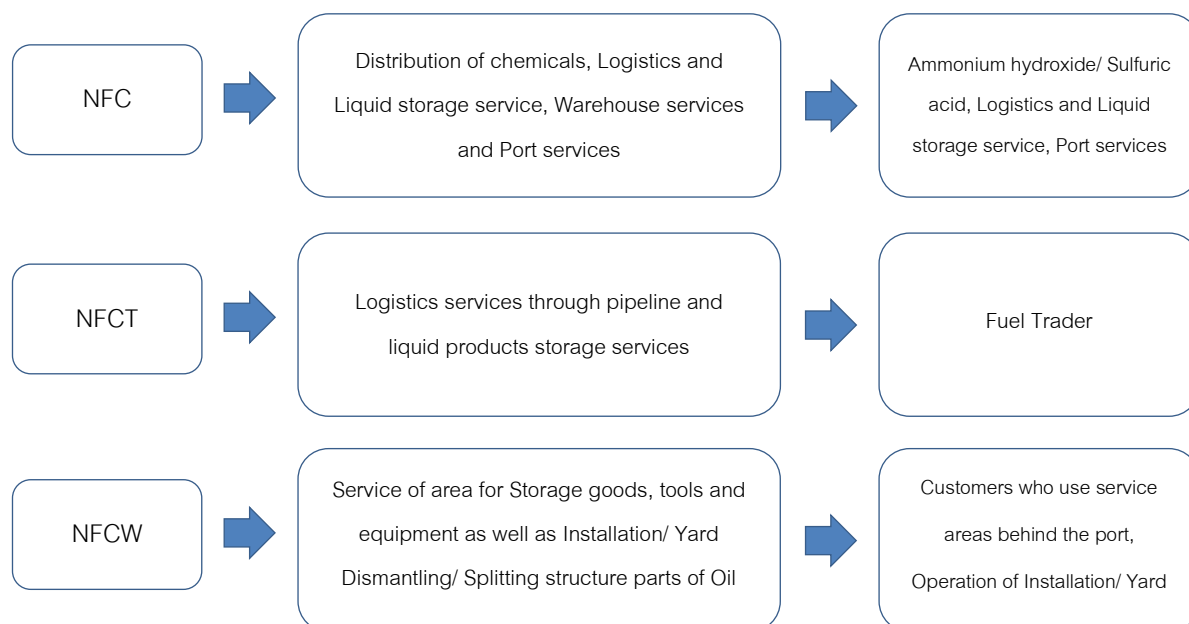 NFC
Distribution of chemicals, Logistics and
Liquid storage service, Warehouse services
and Port services
Ammonium hydroxide/ Sulfuric
acid, Logistics and Liquid
storage service, Port services
NFCT
Logistics services through pipeline and
liquid products storage services
Fuel Trader
NFCW
Service of area for Storage goods, tools and
equipment as well as Installation/ Yard
Dismantling/ Splitting structure parts of Oil
Customers who use service
areas behind the port,
Operation of Installation/ Yard